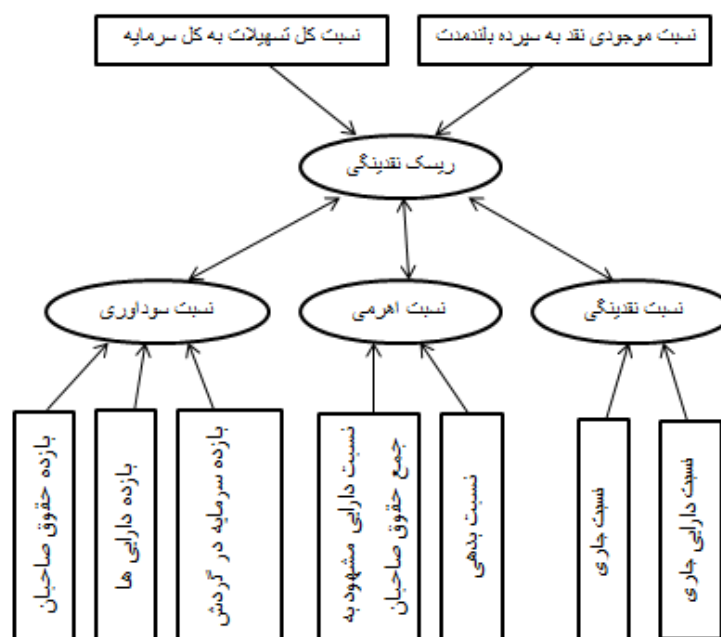 نسبت موجودی نقد به سپرده بلندمدت
نسبت کل تسهیلات به کل سرمایه
ریسک نقدینگی
نسبت نقدینگی
نسبت اهرمی
نسبت سوداوری
نسبت دارایی جاری
نسبت جاری
نسبت بدهی
نسبت دارایی مشهود به
جمع حقوق صاحبان
بازده سرمایه در گردش
بازده دارایی ها
بازده حقوق صاحبان